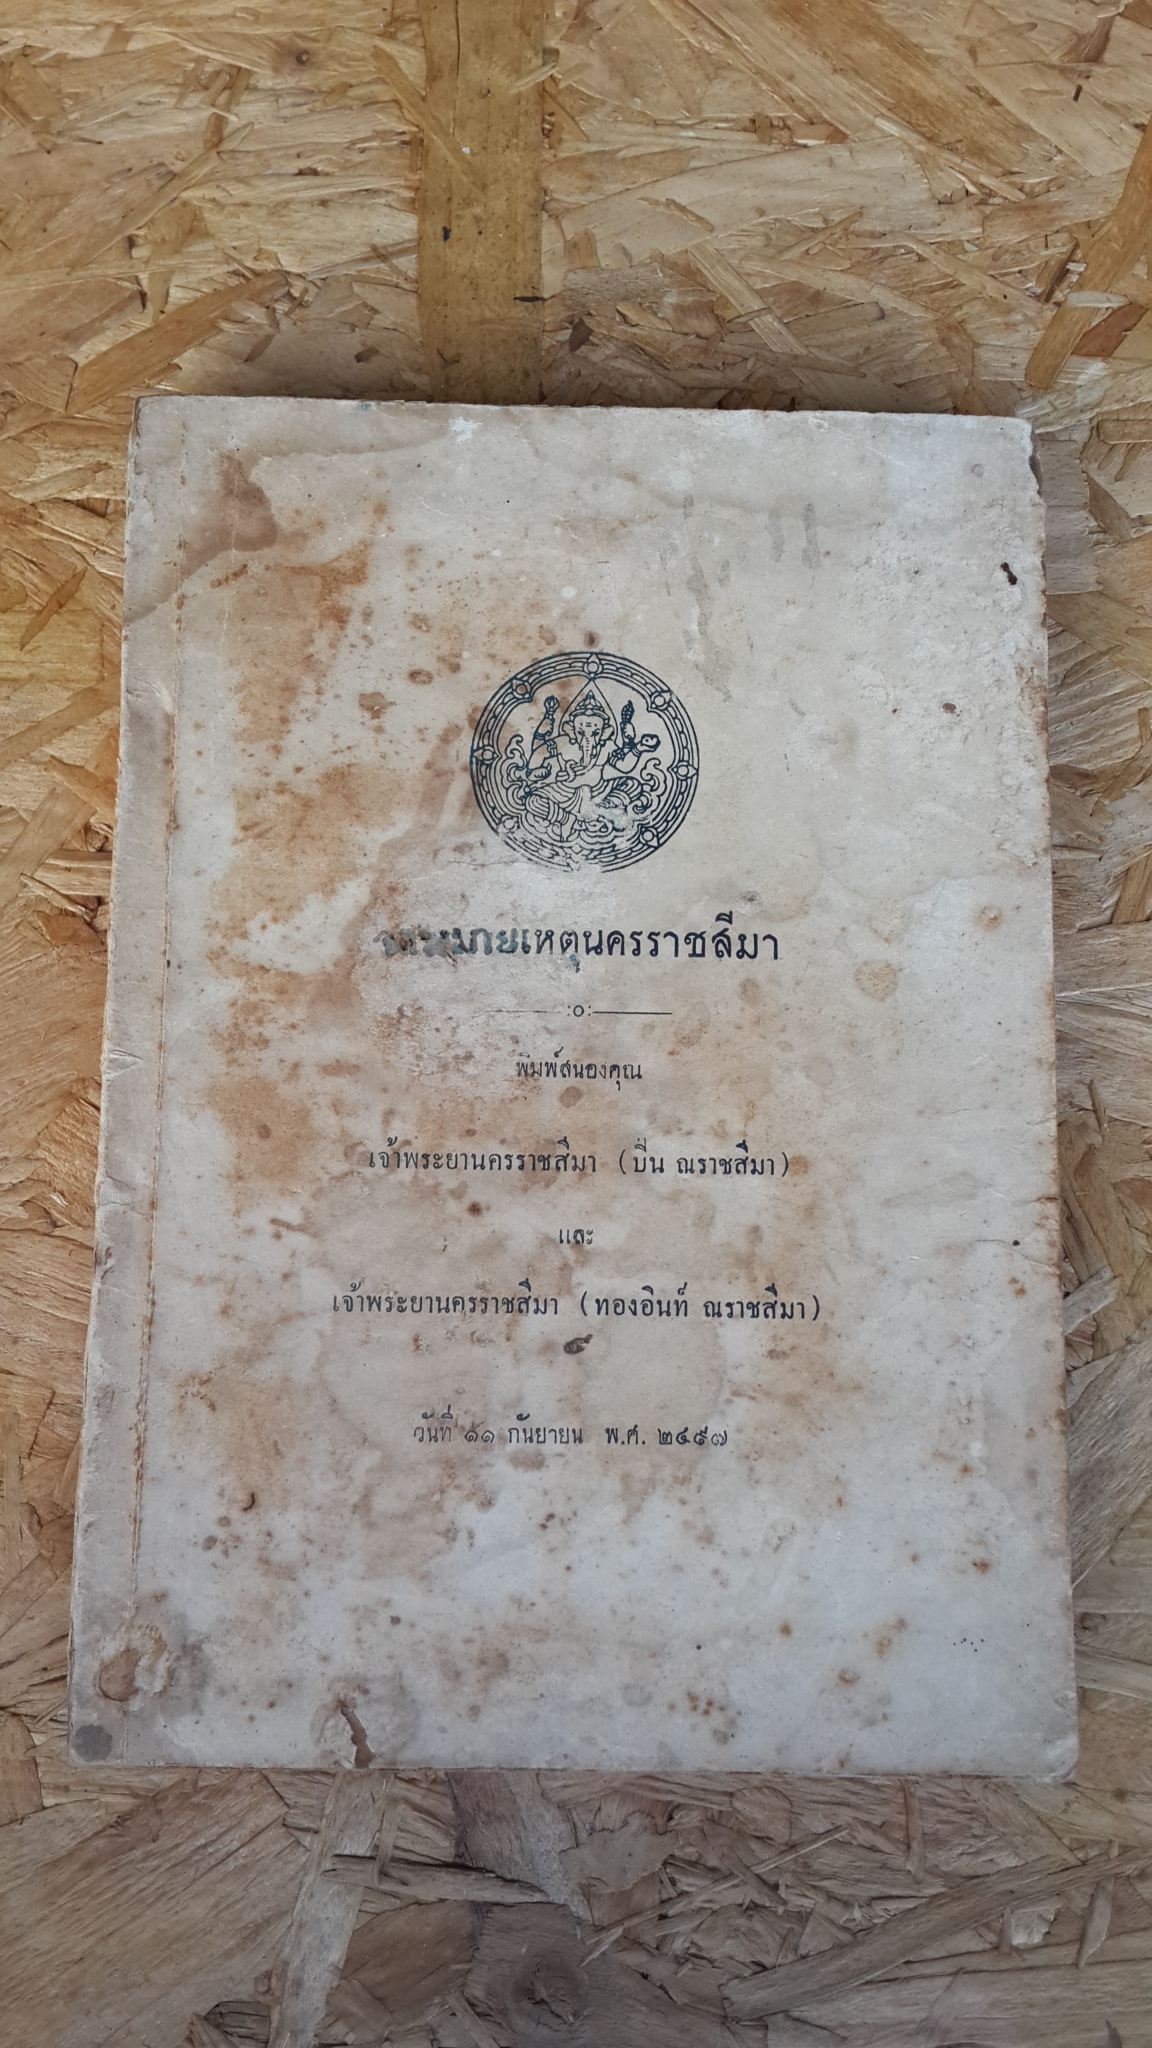 จดหมายเหตุนครราชสีมา
:๐:
พิมพ์สนองคุณ
เจ้าพระยานครราชสีมา (ปิ่น ณราชสีมา)
และ
เจ้าพระยานครราชสีมา (ทองอินท์ ณราชสีมา)
วันที่ ๑๑ กันยายน พ.ศ. ๒๔๙๗